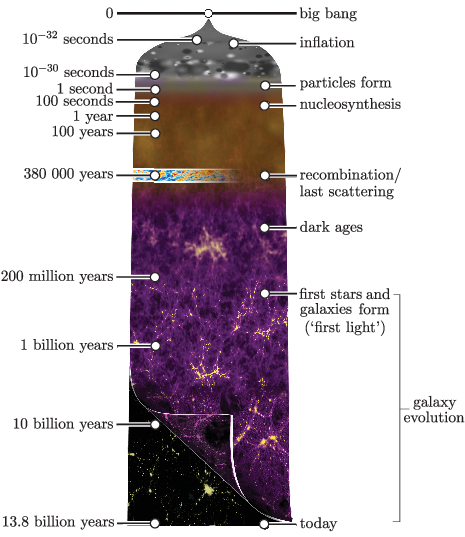 0
big bang
10⁻³² seconds
inflation
10⁻³⁰ seconds
particles form
1 second
100 seconds
nucleosynthesis
1 year
100 years
380 000 years
recombination/
last scattering
dark ages
200 million years
first stars and
galaxies form
(‘first light’)
1 billion years
galaxy
evolution
10 billion years
13.8 billion years
today